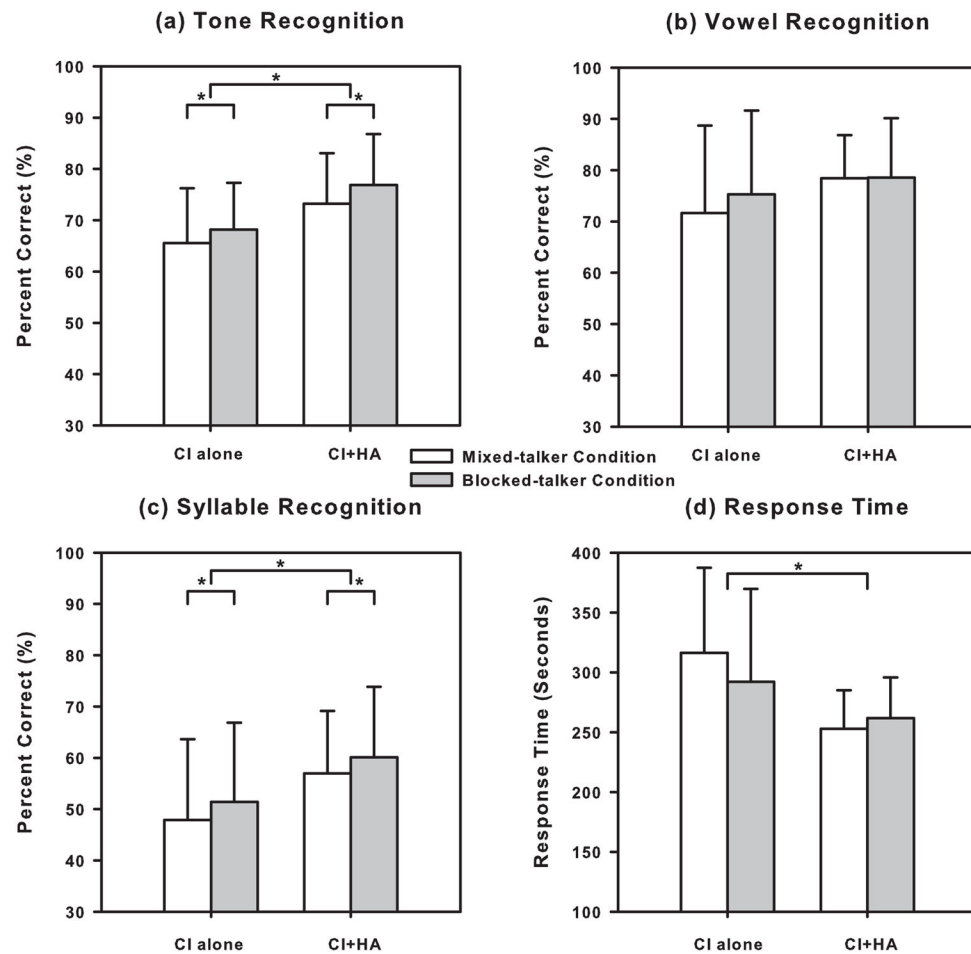 (a) Tone Recognition
Percent Correct (%)
100
90
80
70
60
50
40
30
*
*
*
CI alone
CI+HA
(b) Vowel Recognition
Percent Correct (%)
100
90
80
70
60
50
40
30
CI alone
CI+HA
Mixed-talker Condition
Blocked-talker Condition
(c) Syllable Recognition
Percent Correct (%)
100
90
80
70
60
50
40
30
*
*
*
CI alone
CI+HA
(d) Response Time
Response Time (Seconds)
400
350
300
250
200
150
100
*
CI alone
CI+HA